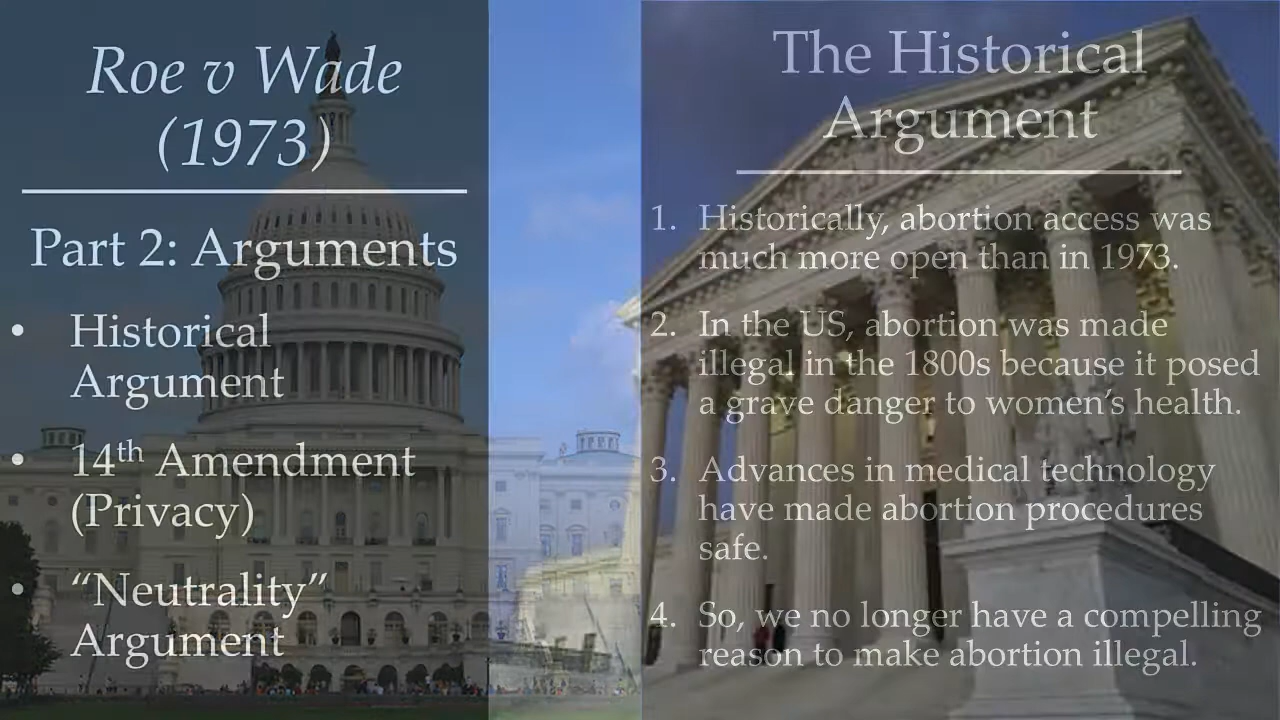 Roe v Wade
(1973)
Part 2: Arguments
• Historical
Argument
• 14th Amendment
(Privacy)
• “Neutrality”
Argument
The Historical
Argument
1. Historically, abortion access was
much more open than in 1973.
2. In the US, abortion was made
illegal in the 1800s because it posed
a grave danger to women’s health.
3. Advances in medical technology
have made abortion procedures
safe.
4. So, we no longer have a compelling
reason to make abortion illegal.